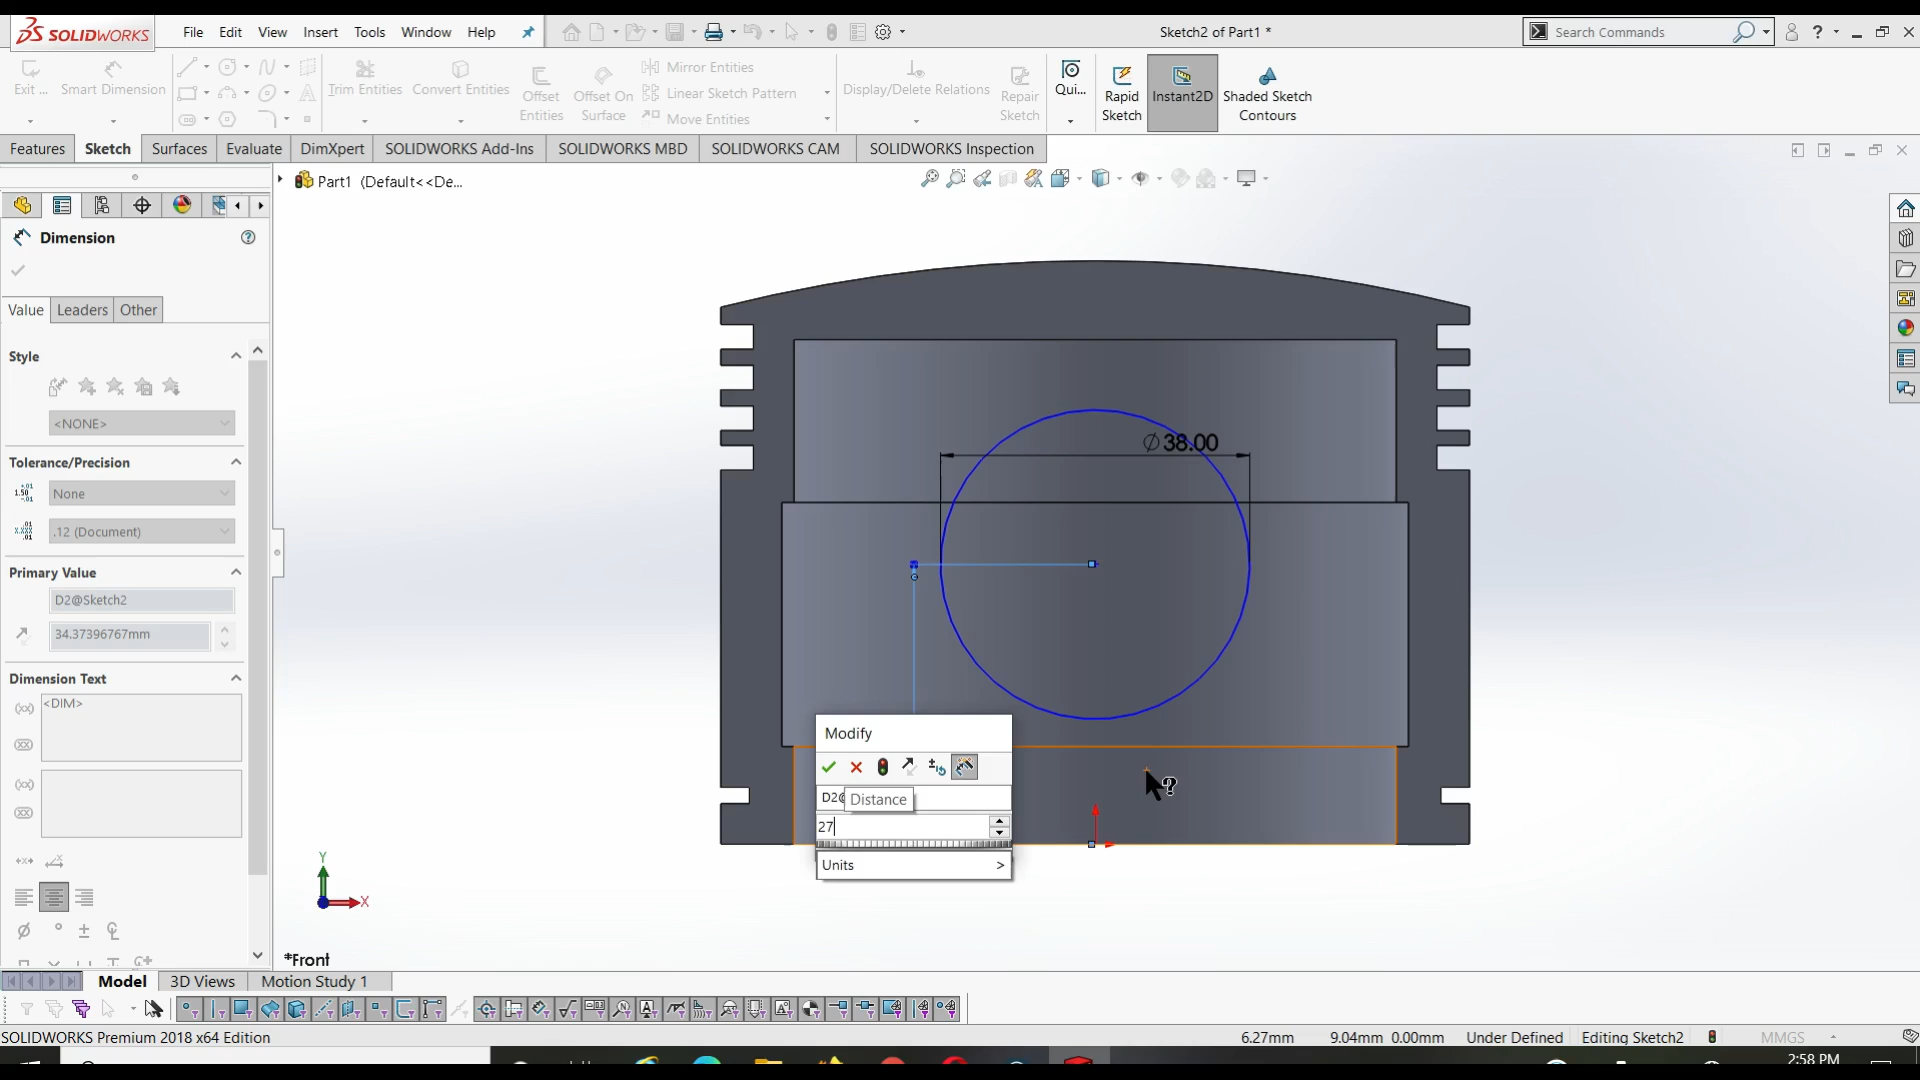 SOLIDWORKS File Edit View Insert Tools Window Help Sketch2 of Part1 * Search Commands ?
Exit ... Smart Dimension Trim Entities Convert Entities Offset Entities Offset On Surface Mirror Entities Linear Sketch Pattern Move Entities Display/Delete Relations Repair Sketch Qui... Rapid Sketch Instant2D Shaded Sketch Contours
Features Sketch Surfaces Evaluate DimXpert SOLIDWORKS Add-Ins SOLIDWORKS MBD SOLIDWORKS CAM SOLIDWORKS Inspection
Part1 (Default<<De...
Dimension
Value Leaders Other
Style
<NONE>
Tolerance/Precision
None
.12 (Document)
Primary Value
D2@Sketch2
34.37396767mm
Dimension Text
<DIM>
∅38.00
Modify
D2@
Distance
27
Units >
Y
X
*Front
Model 3D Views Motion Study 1
SOLIDWORKS Premium 2018 x64 Edition 6.27mm 9.04mm 0.00mm Under Defined Editing Sketch2 MMGS
2:58 PM